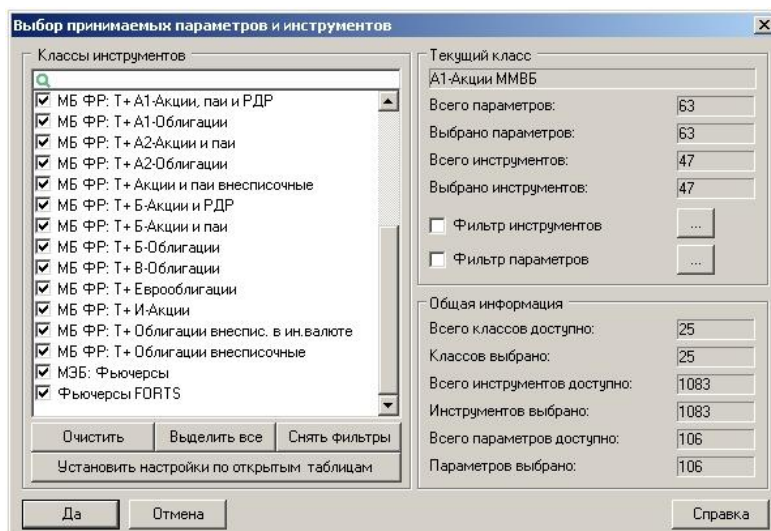 Выбор принимаемых параметров и инструментов
Классы инструментов
МБ ФР: Т+ А1-Акции, паи и РДР
МБ ФР: Т+ А1-Облигации
МБ ФР: Т+ А2-Акции и паи
МБ ФР: Т+ А2-Облигации
МБ ФР: Т+ Акции и паи внесписочные
МБ ФР: Т+ Б-Акции и РДР
МБ ФР: Т+ Б-Акции и паи
МБ ФР: Т+ Б-Облигации
МБ ФР: Т+ В-Облигации
МБ ФР: Т+ Еврооблигации
МБ ФР: Т+ И-Акции
МБ ФР: Т+ Облигации внеспис. в ин.валюте
МБ ФР: Т+ Облигации внесписочные
МЭБ: Фьючерсы
Фьючерсы FORTS
Очистить Выделить все Снять фильтры
Установить настройки по открытым таблицам
Текущий класс
А1-Акции ММВБ
Всего параметров: 63
Выбрано параметров: 63
Всего инструментов: 47
Выбрано инструментов: 47
Фильтр инструментов ...
Фильтр параметров ...
Общая информация
Всего классов доступно: 25
Классов выбрано: 25
Всего инструментов доступно: 1083
Инструментов выбрано: 1083
Всего параметров доступно: 106
Параметров выбрано: 106
Да Отмена Справка